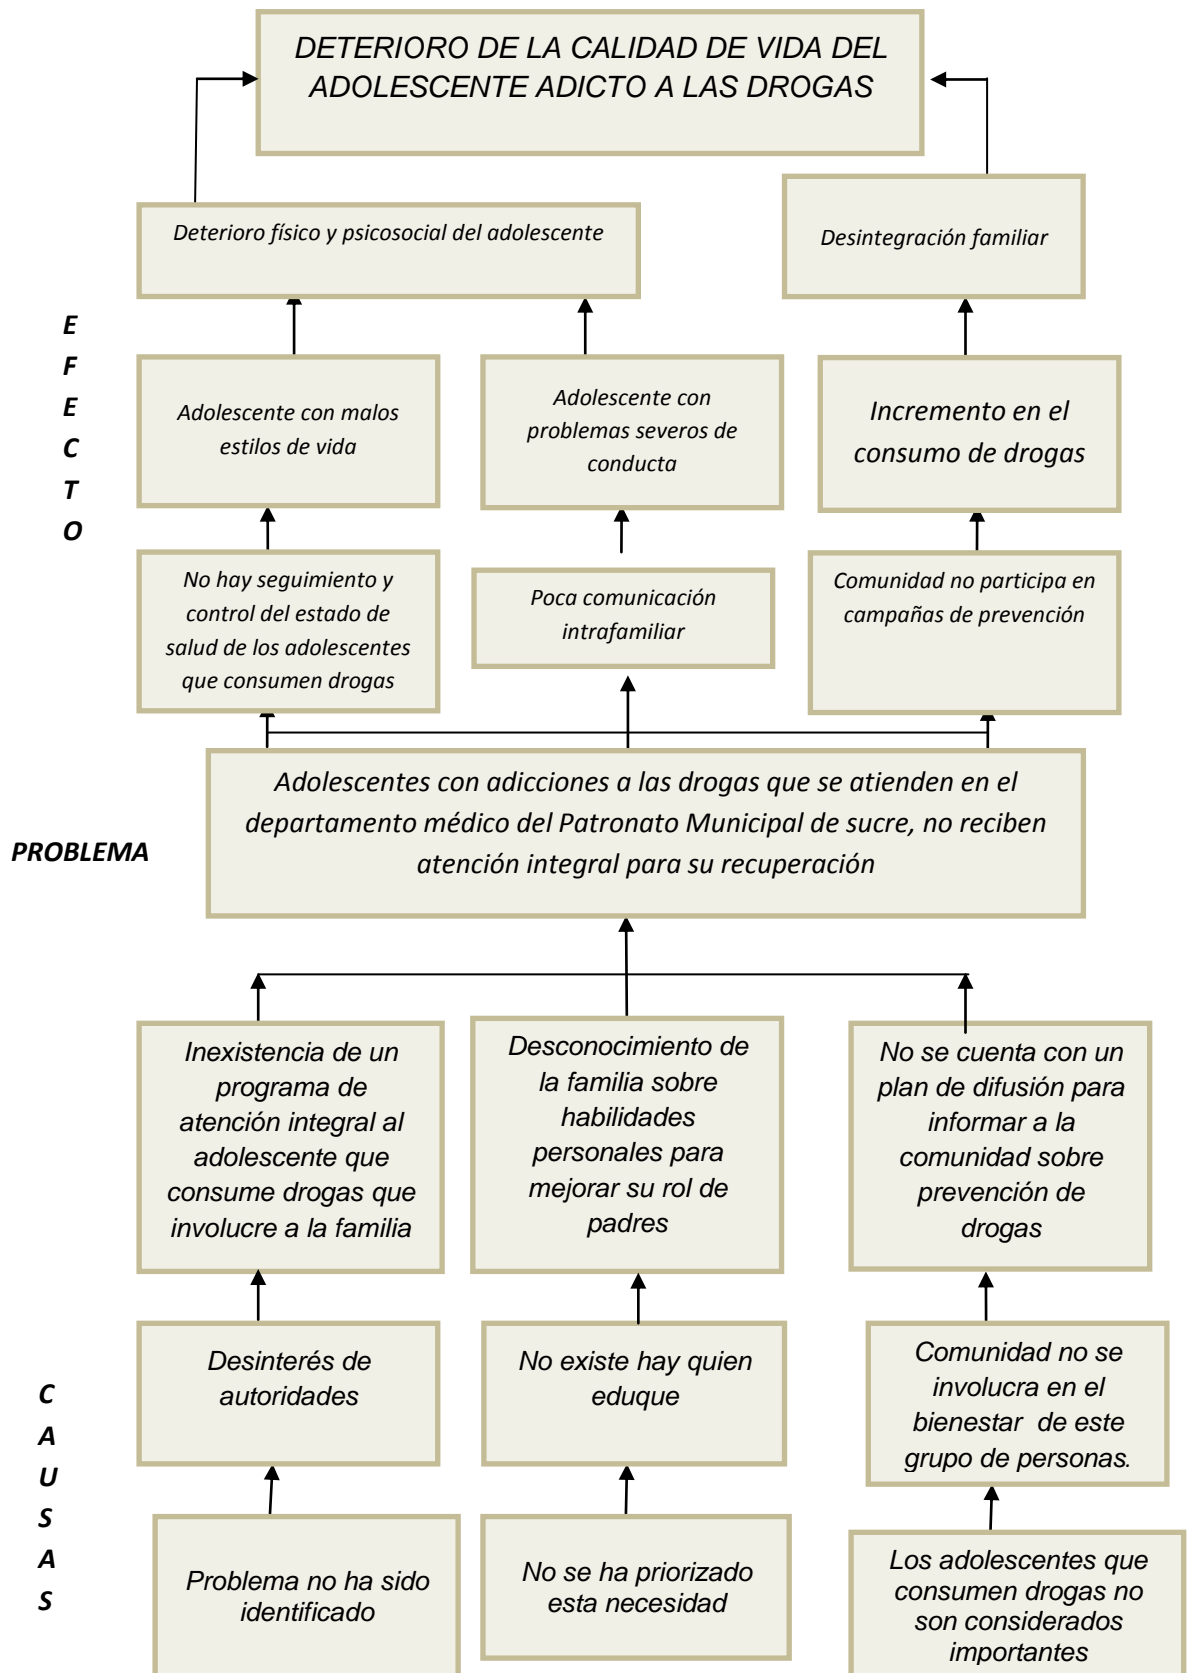 DETERIORO DE LA CALIDAD DE VIDA DEL
ADOLESCENTE ADICTO A LAS DROGAS
Deterioro físico y psicosocial del adolescente
Desintegración familiar
E
F
E
C
T
O
Adolescente con malos
estilos de vida
Adolescente con
problemas severos de
conducta
Incremento en el
consumo de drogas
No hay seguimiento y
control del estado de
salud de los adolescentes
que consumen drogas
Poca comunicación
intrafamiliar
Comunidad no participa en
campañas de prevención
PROBLEMA
Adolescentes con adicciones a las drogas que se atienden en el
departamento médico del Patronato Municipal de sucre, no reciben
atención integral para su recuperación
Inexistencia de un
programa de
atención integral al
adolescente que
consume drogas que
involucre a la familia
Desconocimiento de
la familia sobre
habilidades
personales para
mejorar su rol de
padres
No se cuenta con un
plan de difusión para
informar a la
comunidad sobre
prevención de
drogas
C
A
U
S
A
S
Desinterés de
autoridades
No existe hay quien
eduque
Comunidad no se
involucra en el
bienestar de este
grupo de personas.
Problema no ha sido
identificado
No se ha priorizado
esta necesidad
Los adolescentes que
consumen drogas no
son considerados
importantes